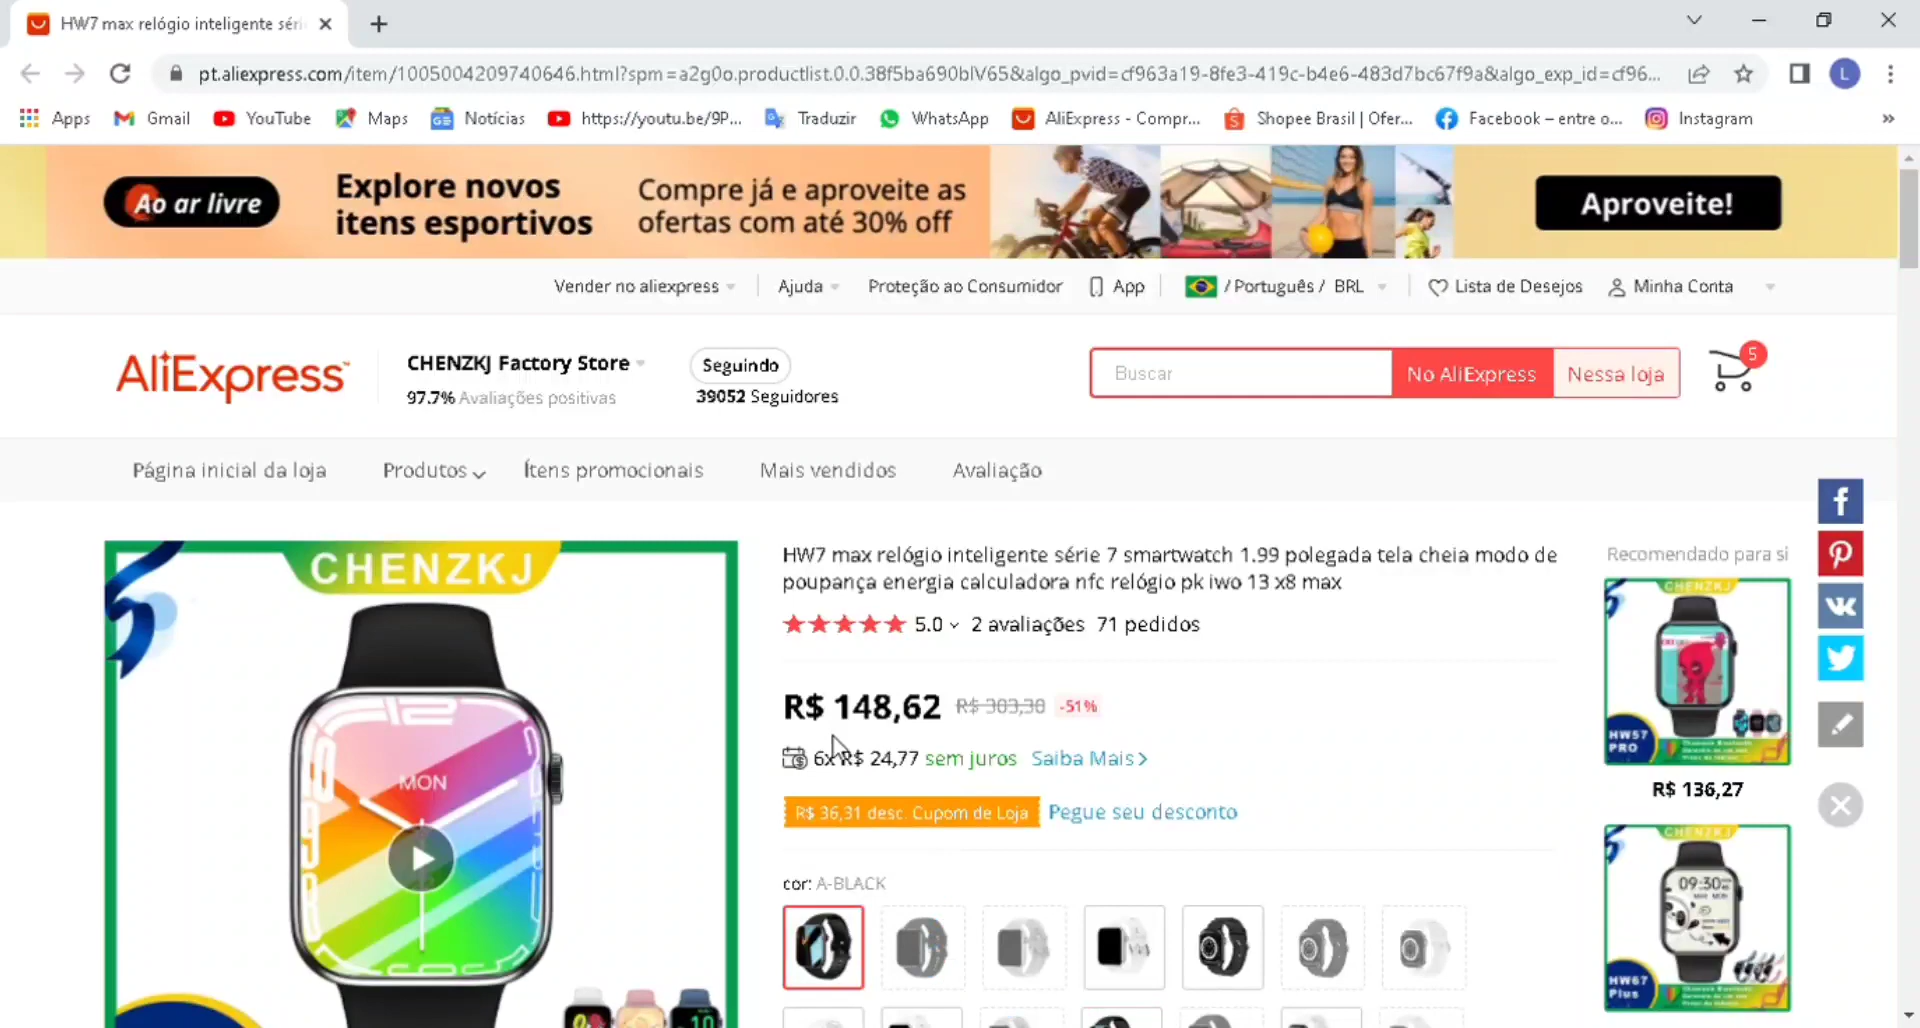 HW7 max relógio inteligente séri
pt.aliexpress.com/item/1005004209740646.html?spm=a2g0o.productlist.0.0.38f5ba690blV65&algo_pvid=cf963a19-8fe3-419c-b4e6-483d7bc67f9a&algo_exp_id=cf96...
L
Apps Gmail YouTube Maps Notícias https://youtu.be/9P... Traduzir WhatsApp AliExpress - Compr... Shopee Brasil | Ofer... Facebook – entre o... Instagram »
Ao ar livre
Explore novos
itens esportivos
Compre já e aproveite as
ofertas com até 30% off
Aproveite!
Vender no aliexpress Ajuda Proteção ao Consumidor App / Português / BRL Lista de Desejos Minha Conta
AliExpress
CHENZKJ Factory Store
97.7% Avaliações positivas
Seguindo
39052 Seguidores
Buscar
No AliExpress
Nessa loja
5
Página inicial da loja Produtos Ítens promocionais Mais vendidos Avaliação
CHENZKJ
12
MON
HW7 max relógio inteligente série 7 smartwatch 1.99 polegada tela cheia modo de
poupança energia calculadora nfc relógio pk iwo 13 x8 max
5.0 2 avaliações 71 pedidos
R$ 148,62 R$ 303,30 -51%
6x R$ 24,77 sem juros Saiba Mais
R$ 36,31 desc. Cupom de Loja Pegue seu desconto
cor: A-BLACK
Recomendado para si
CHENZKJ
HW57
PRO
R$ 136,27
CHENZKJ
09:30
HW67
Plus